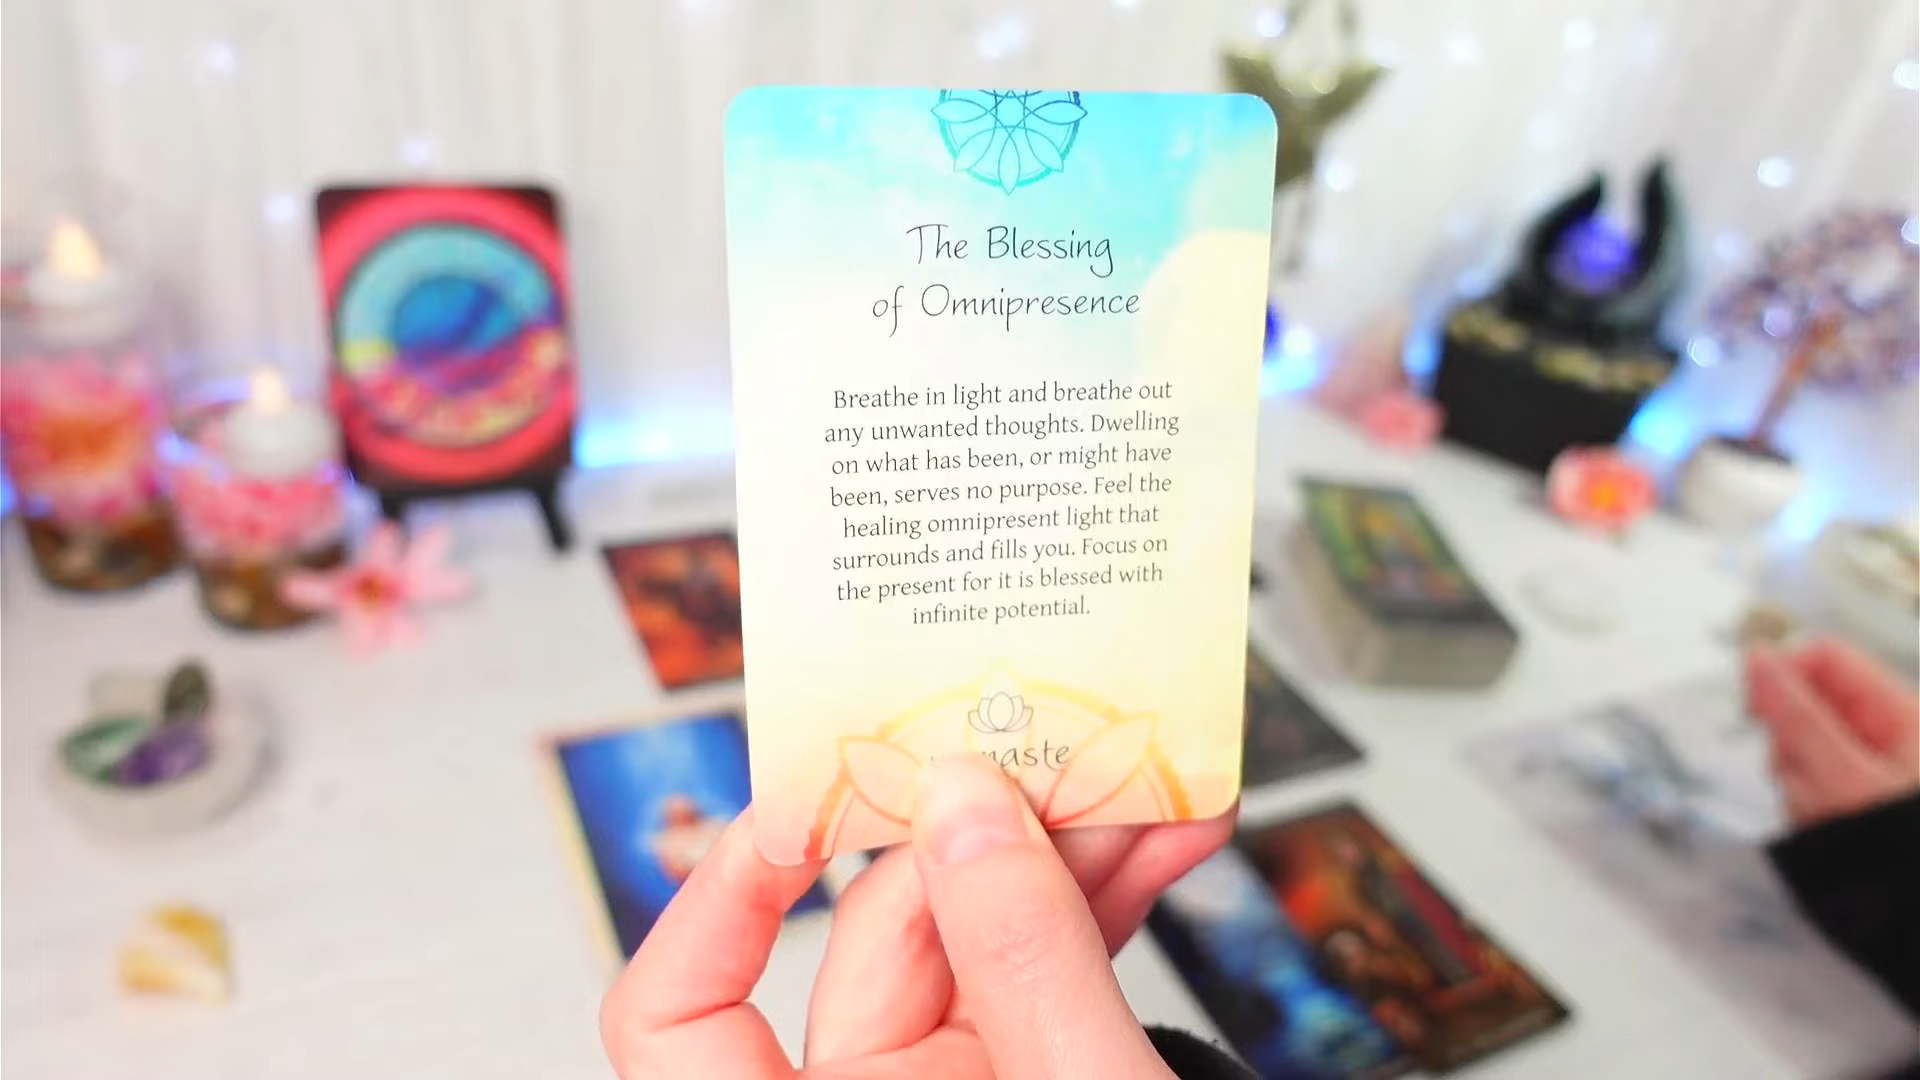 The Blessing
of Omnipresence
Breathe in light and breathe out
any unwanted thoughts. Dwelling
on what has been, or might have
been, serves no purpose. Feel the
healing omnipresent light that
surrounds and fills you. Focus on
the present for it is blessed with
infinite potential.
naste